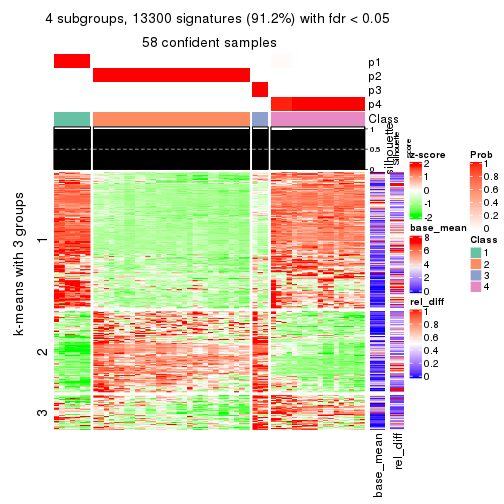 4 subgroups, 13300 signatures (91.2%) with fdr < 0.05
58 confident samples
p1
p2
p3
p4
Class
silhouette
Silhouette
score
1
0.5
0
k-means with 3 groups
1
2
3
base_mean
rel_diff
z-score
2
1
0
-1
-2
base_mean
8
6
4
2
0
rel_diff
1
0.8
0.6
0.4
0.2
0
Prob
1
0.8
0.6
0.4
0.2
0
Class
1
2
3
4